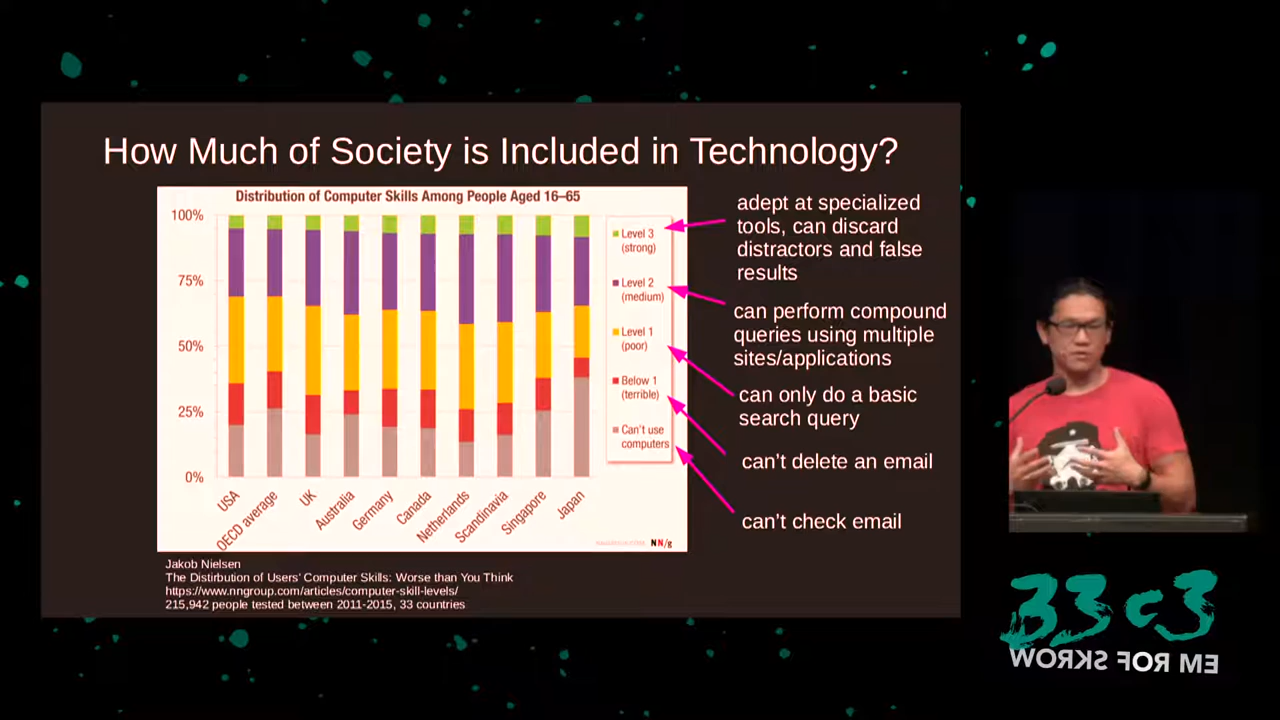 How Much of Society is Included in Technology?
Distribution of Computer Skills Among People Aged 16–65
100%
75%
50%
25%
0%
USA
OECD average
UK
Australia
Germany
Canada
Netherlands
Scandinavia
Singapore
Japan
Level 3
(strong)
Level 2
(medium)
Level 1
(poor)
Below 1
(terrible)
Can't use
computers
NN/g
adept at specialized
tools, can discard
distractors and false
results
can perform compound
queries using multiple
sites/applications
can only do a basic
search query
can't delete an email
can't check email
Jakob Nielsen
The Distirbution of Users' Computer Skills: Worse than You Think
https://www.nngroup.com/articles/computer-skill-levels/
215,942 people tested between 2011-2015, 33 countries
33c3
WORKS FOR ME